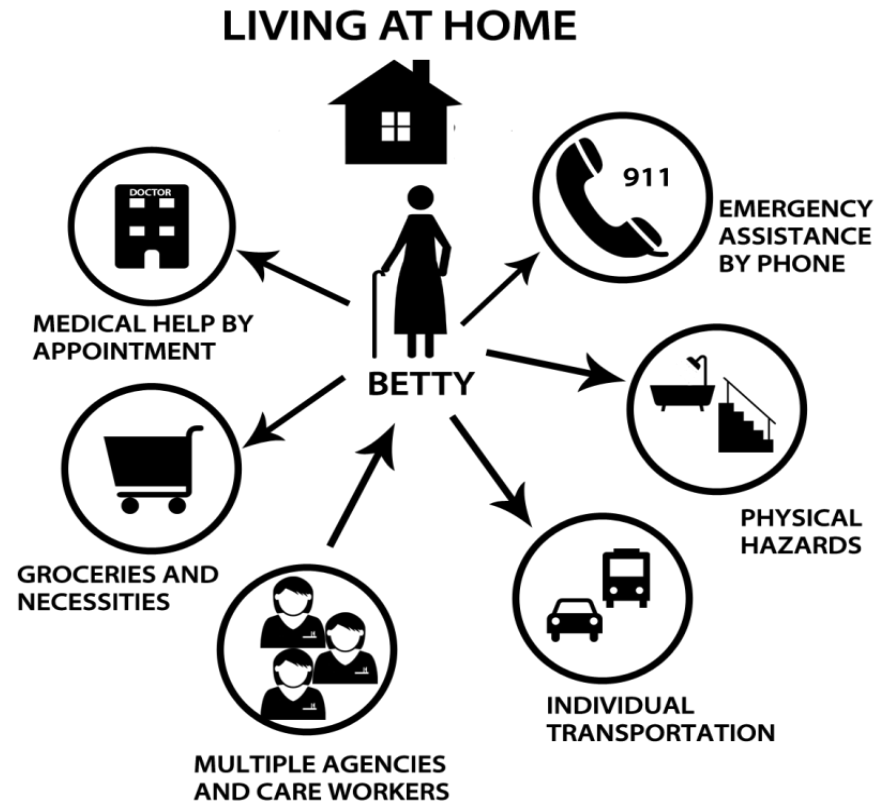 LIVING AT HOME
DOCTOR
MEDICAL HELP BY
APPOINTMENT
911
EMERGENCY
ASSISTANCE
BY PHONE
BETTY
GROCERIES AND
NECESSITIES
PHYSICAL
HAZARDS
MULTIPLE AGENCIES
AND CARE WORKERS
INDIVIDUAL
TRANSPORTATION